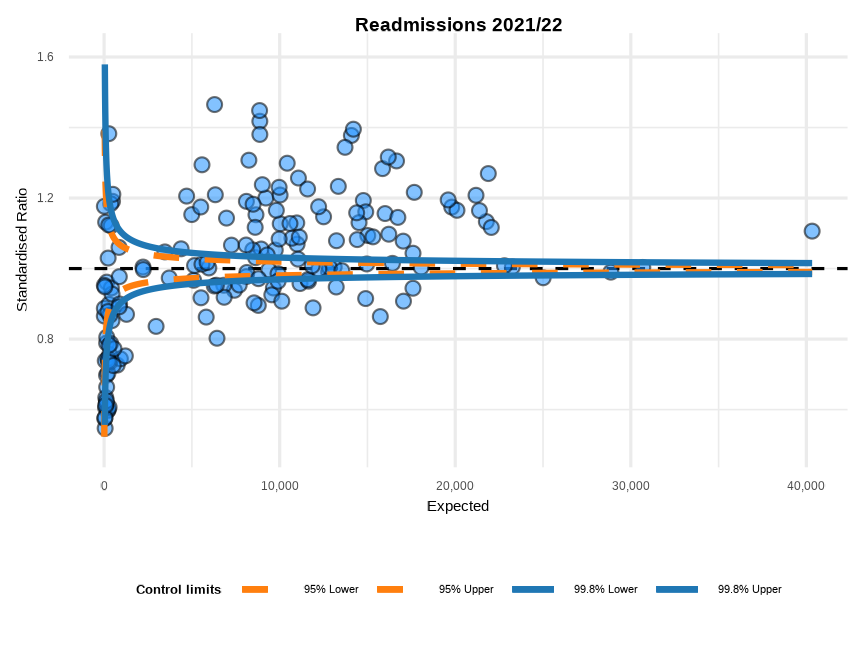 Readmissions 2021/22
1.6
1.2
0.8
Standardised Ratio
0
10,000
20,000
30,000
40,000
Expected
Control limits
95% Lower
95% Upper
99.8% Lower
99.8% Upper